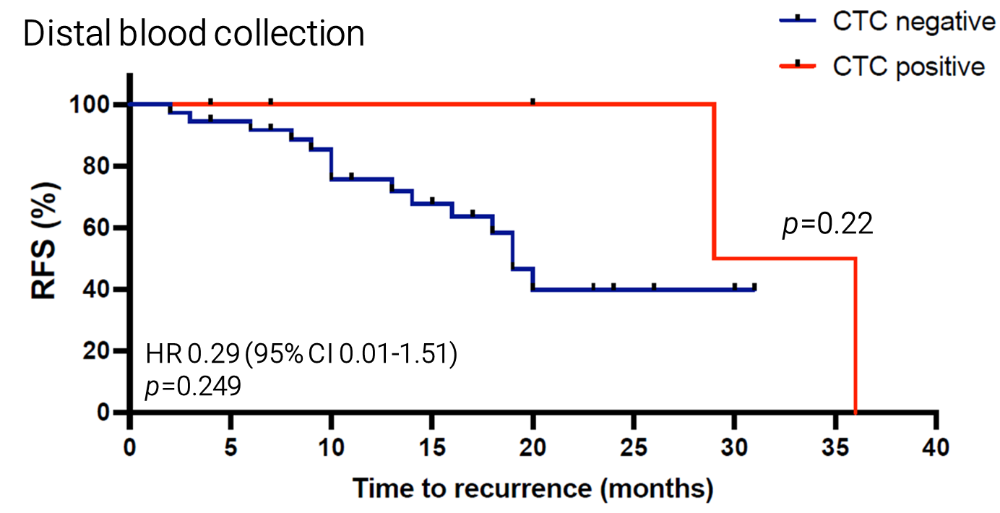 Distal blood collection
CTC negative
CTC positive
100
80
60
40
20
0
RFS (%)
p=0.22
HR 0.29 (95% CI 0.01-1.51)
p=0.249
0 5 10 15 20 25 30 35 40
Time to recurrence (months)